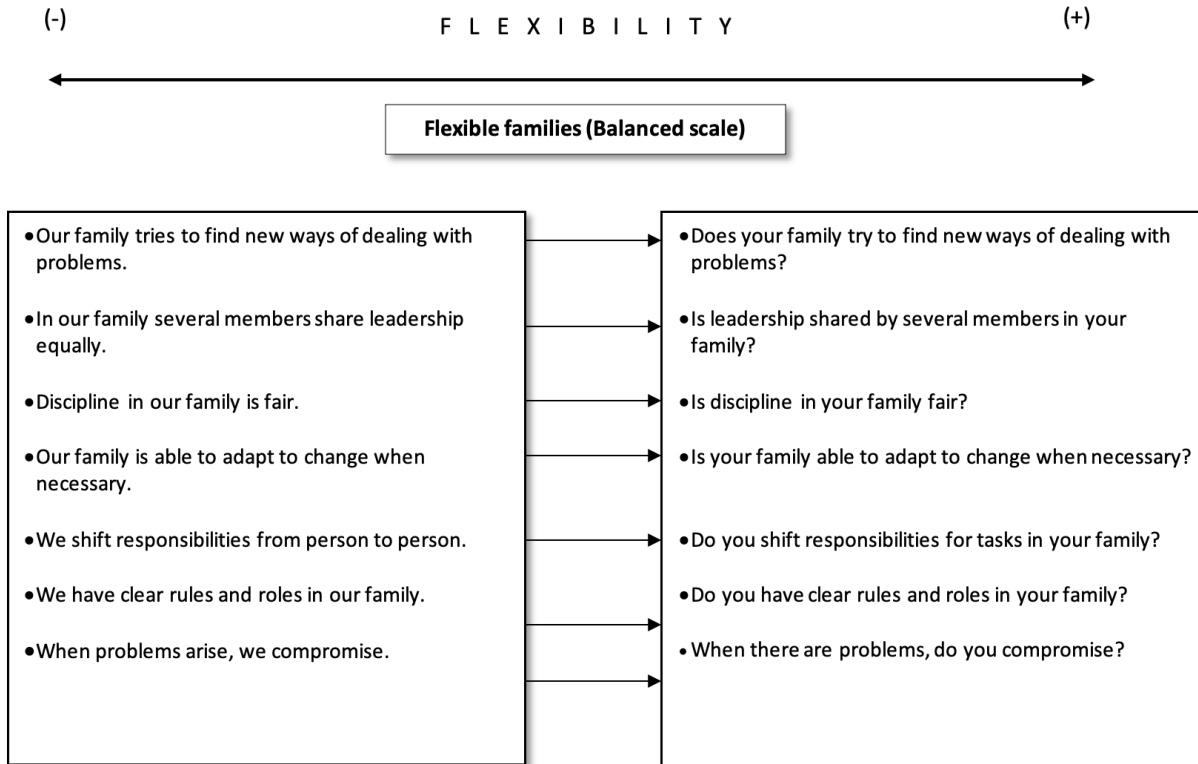 (-)
F L E X I B I L I T Y
(+)
Flexible families (Balanced scale)
•Our family tries to find new ways of dealing with
problems.
•In our family several members share leadership
equally.
•Discipline in our family is fair.
•Our family is able to adapt to change when
necessary.
•We shift responsibilities from person to person.
•We have clear rules and roles in our family.
•When problems arise, we compromise.
•Does your family try to find new ways of dealing with
problems?
•Is leadership shared by several members in your
family?
•Is discipline in your family fair?
•Is your family able to adapt to change when necessary?
•Do you shift responsibilities for tasks in your family?
•Do you have clear rules and roles in your family?
•When there are problems, do you compromise?